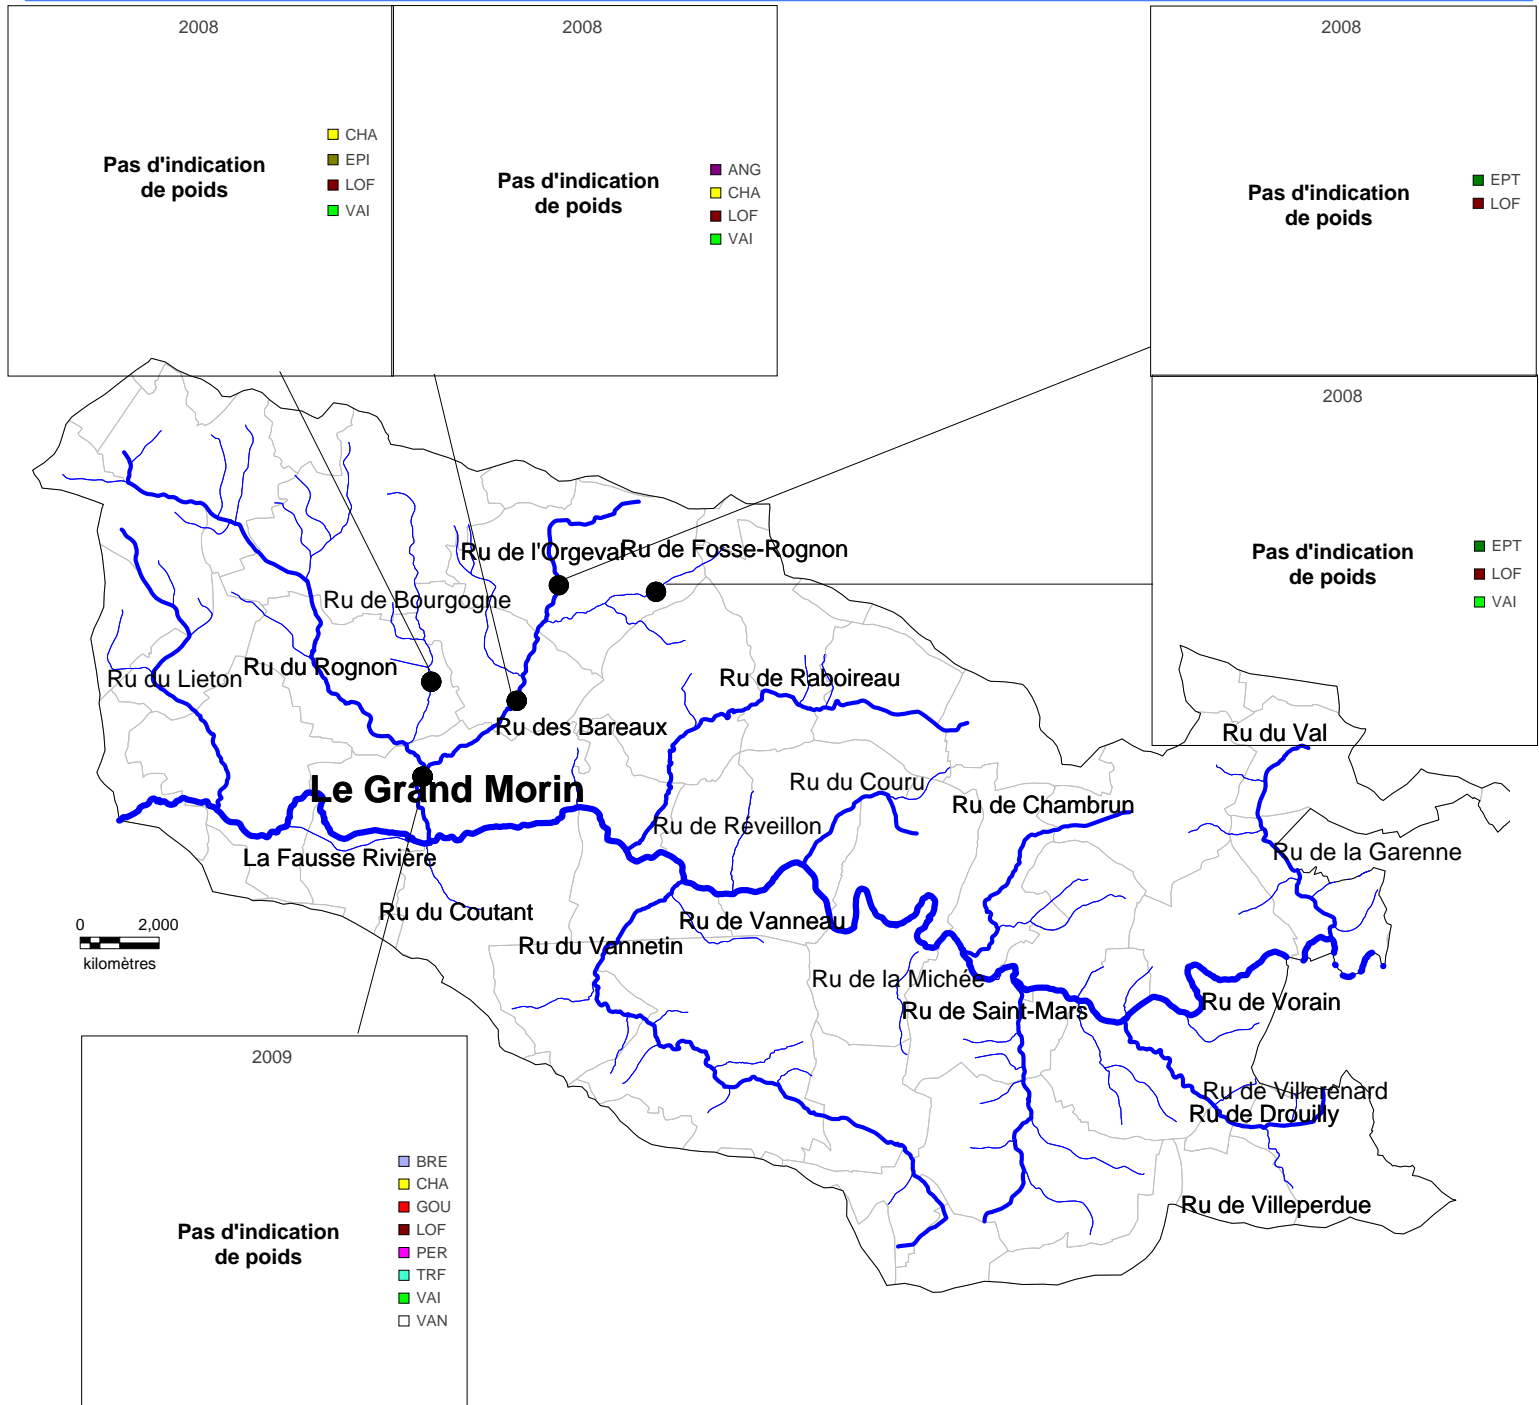 2008
Pas d'indication
de poids
CHA
EPI
LOF
VAI
2008
Pas d'indication
de poids
ANG
CHA
LOF
VAI
2008
Pas d'indication
de poids
EPT
LOF
2008
Pas d'indication
de poids
EPT
LOF
VAI
Ru de l'Orgeval
Ru de Fosse-Rognon
Ru de Bourgogne
Ru du Rognon
Ru du Lieton
Ru de Raboireau
Ru des Bareaux
Ru du Val
Le Grand Morin
Ru du Couru
Ru de Chambrun
Ru de Réveillon
La Fausse Rivière
Ru de la Garenne
Ru du Coutant
Ru de Vanneau
Ru du Vannetin
0 2,000
kilomètres
Ru de la Michée
Ru de Saint-Mars
Ru de Vorain
Ru de Villerenard
Ru de Drouilly
Ru de Villeperdue
2009
Pas d'indication
de poids
BRE
CHA
GOU
LOF
PER
TRF
VAI
VAN